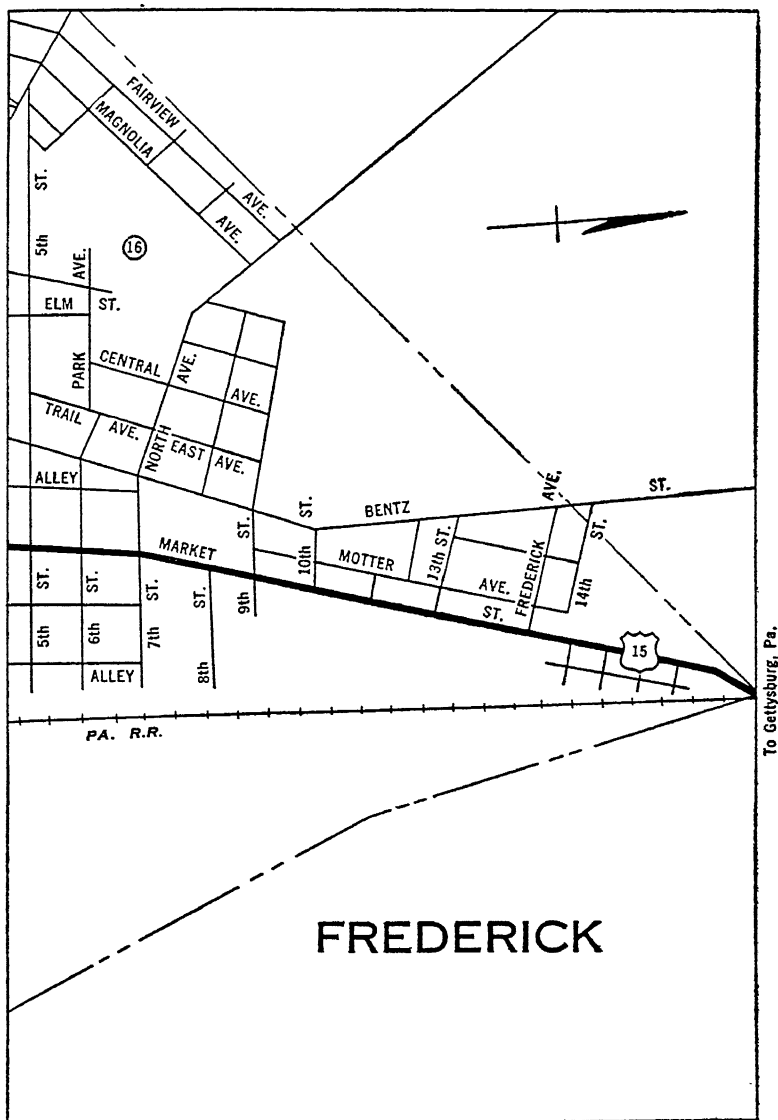 FAIRVIEW
AVE.
MAGNOLIA
AVE.
5th ST.
16
PARK AVE.
ELM ST.
CENTRAL AVE.
TRAIL AVE.
NORTH AVE.
EAST AVE.
ALLEY
BENTZ ST.
MARKET ST.
MOTTER AVE.
FREDERICK AVE.
5th ST.
6th ST.
7th ST.
8th ST.
9th ST.
10th ST.
13th ST.
14th ST.
15
ALLEY
PA. R.R.
To Gettysburg, Pa.
FREDERICK